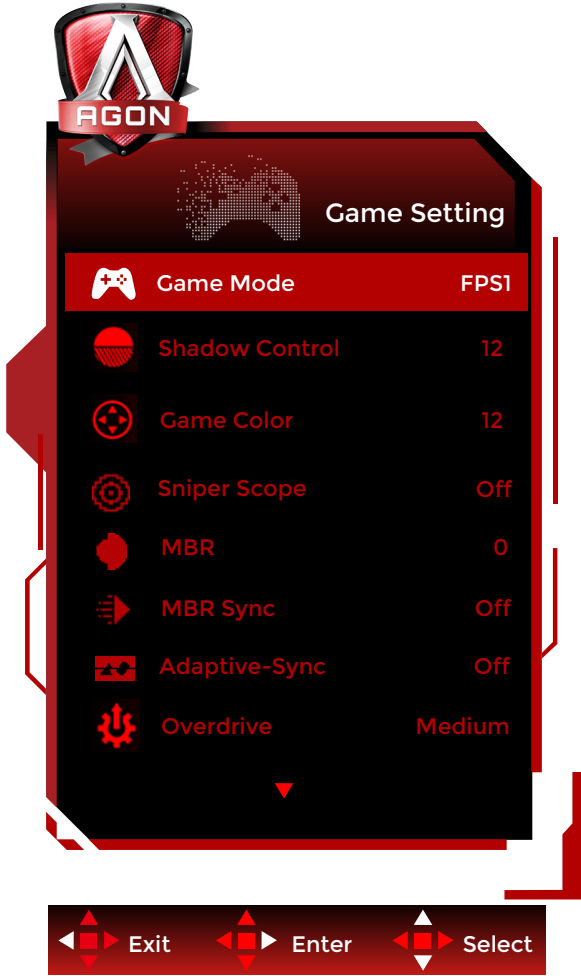 AGON
Game Setting
Game Mode FPS1
Shadow Control 12
Game Color 12
Sniper Scope Off
MBR 0
MBR Sync Off
Adaptive-Sync Off
Overdrive Medium
Exit Enter Select